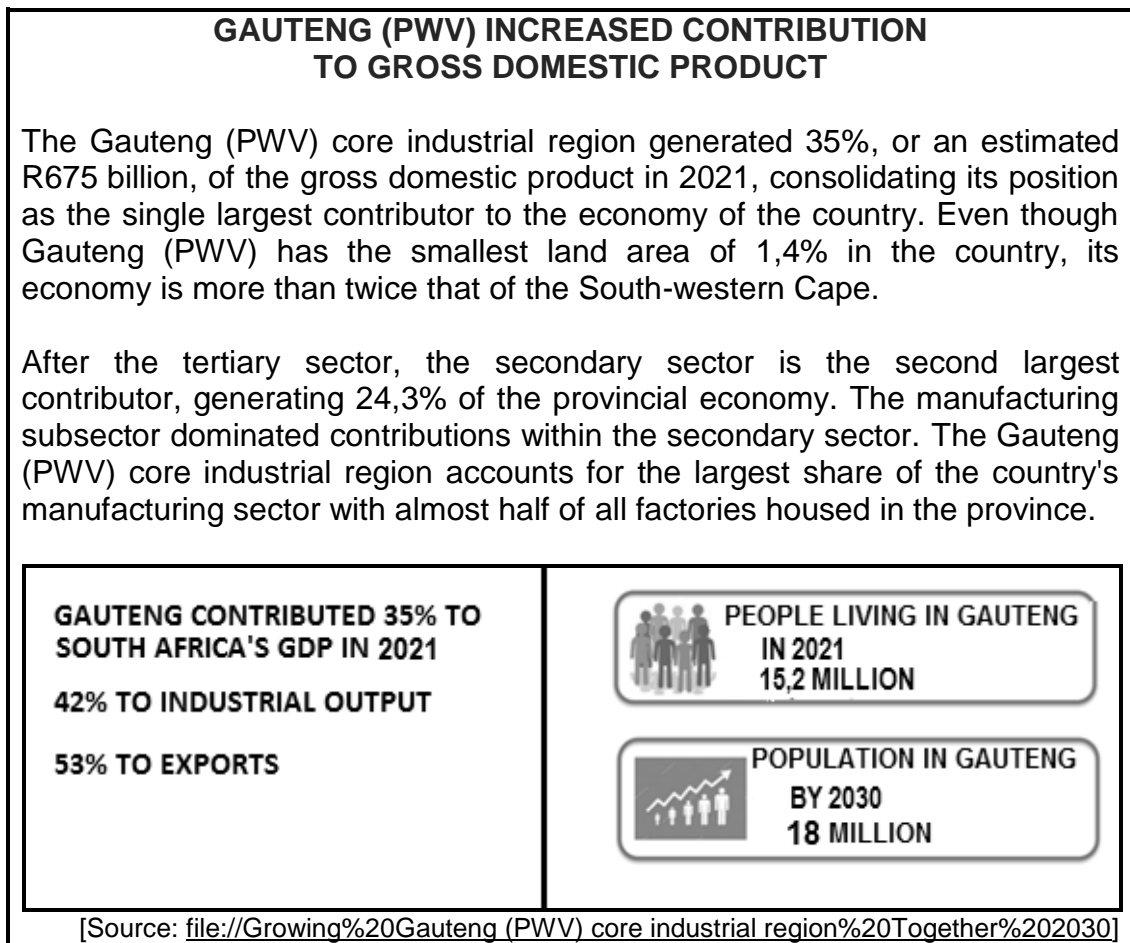 GAUTENG (PWV) INCREASED CONTRIBUTION
TO GROSS DOMESTIC PRODUCT
The Gauteng (PWV) core industrial region generated 35%, or an estimated
R675 billion, of the gross domestic product in 2021, consolidating its position
as the single largest contributor to the economy of the country. Even though
Gauteng (PWV) has the smallest land area of 1,4% in the country, its
economy is more than twice that of the South-western Cape.
After the tertiary sector, the secondary sector is the second largest
contributor, generating 24,3% of the provincial economy. The manufacturing
subsector dominated contributions within the secondary sector. The Gauteng
(PWV) core industrial region accounts for the largest share of the country's
manufacturing sector with almost half of all factories housed in the province.
GAUTENG CONTRIBUTED 35% TO
SOUTH AFRICA'S GDP IN 2021
42% TO INDUSTRIAL OUTPUT
53% TO EXPORTS
PEOPLE LIVING IN GAUTENG
IN 2021
15,2 MILLION
POPULATION IN GAUTENG
BY 2030
18 MILLION
[Source: file://Growing%20Gauteng (PWV) core industrial region%20Together%202030]